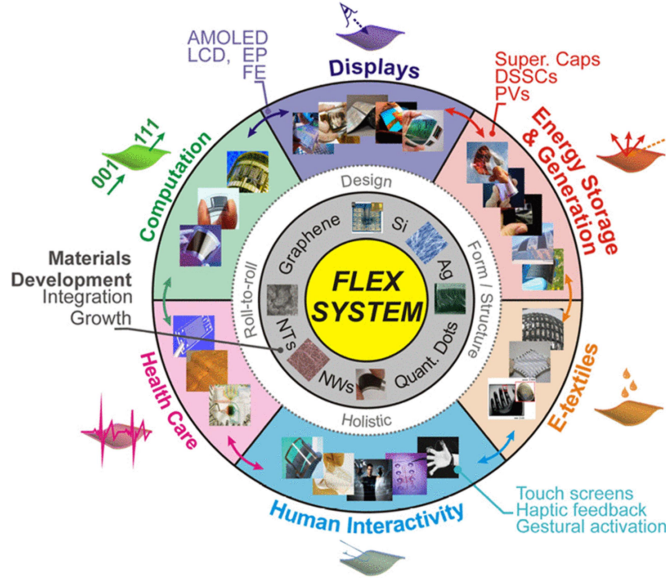 AMOLED
LCD, EP
FE
Displays
Super. Caps
DSSCs
PVs
Energy Storage
& Generation
001
111
Computation
Design
Graphene
Si
Ag
Form / Structure
Materials
Development
Integration
Growth
Roll-to-roll
FLEX
SYSTEM
NTs
NWs
Quant. Dots
Holistic
Health Care
E-textiles
Human Interactivity
Touch screens
Haptic feedback
Gestural activation